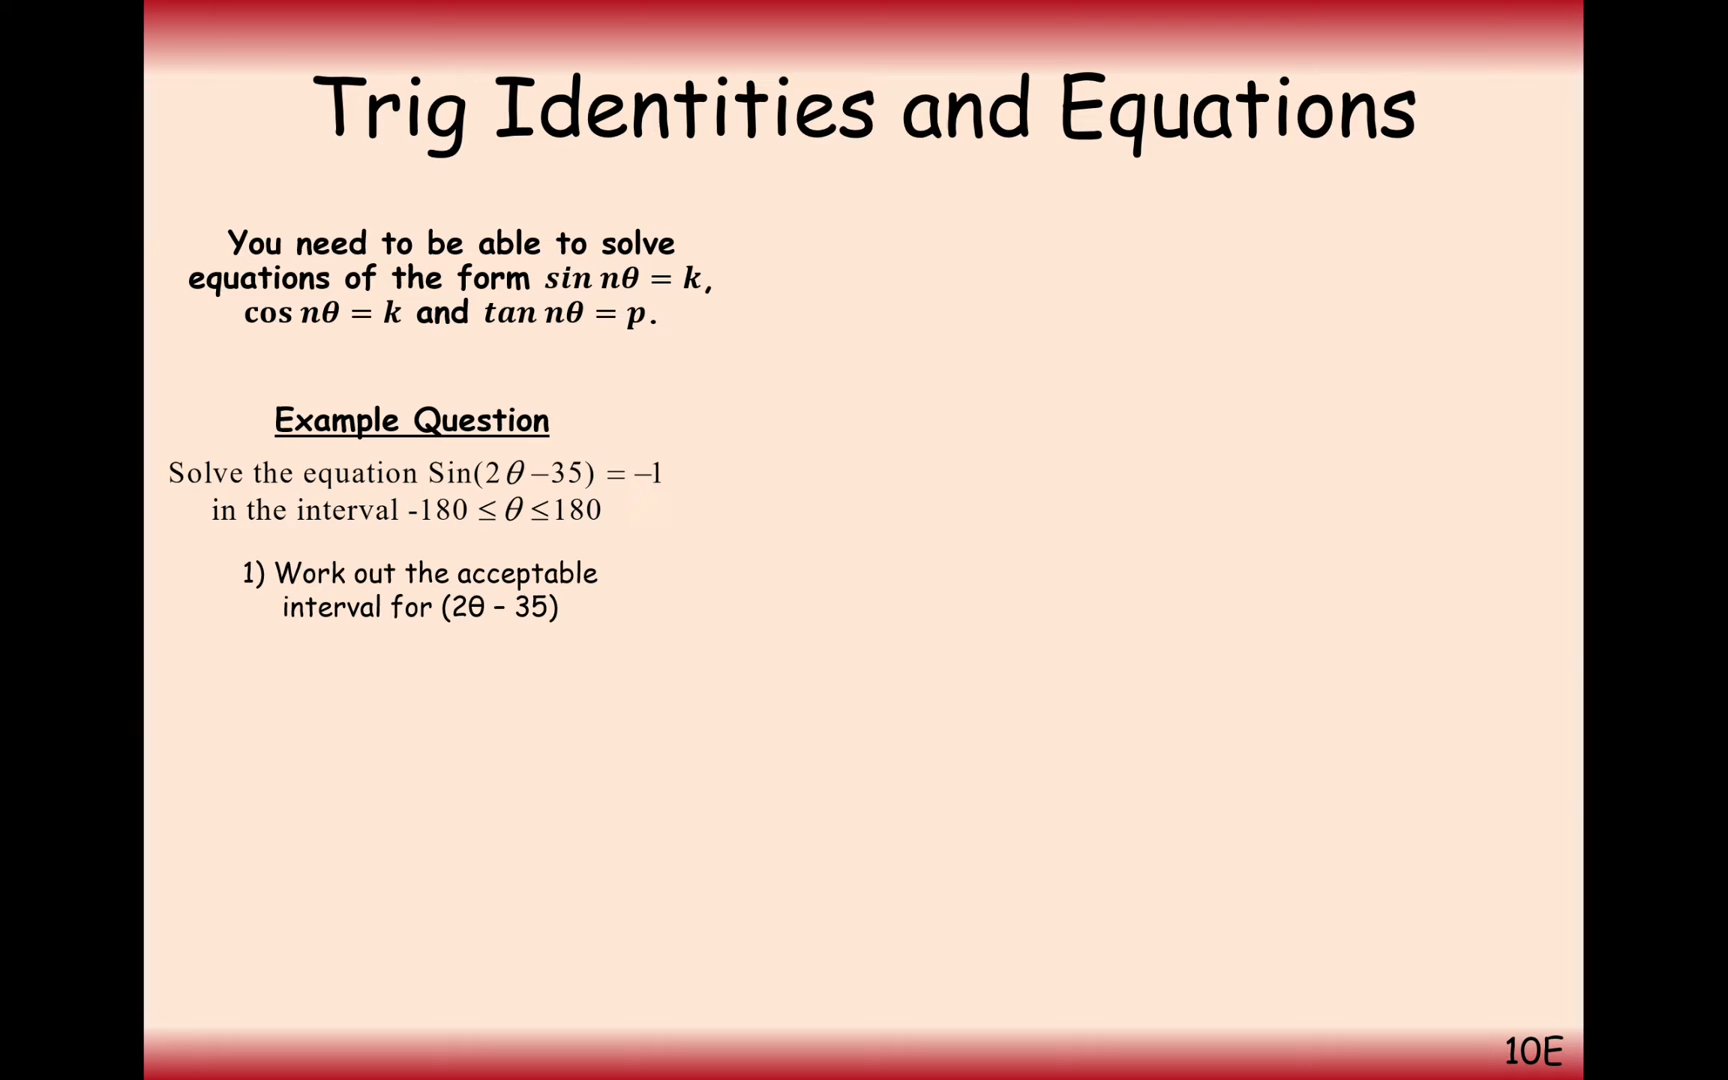 Trig Identities and Equations
You need to be able to solve
equations of the form sin nθ = k,
cos nθ = k and tan nθ = p.
Example Question
Solve the equation Sin(2θ−35) = −1
in the interval -180 ≤ θ ≤180
1) Work out the acceptable
interval for (2θ – 35)
10E